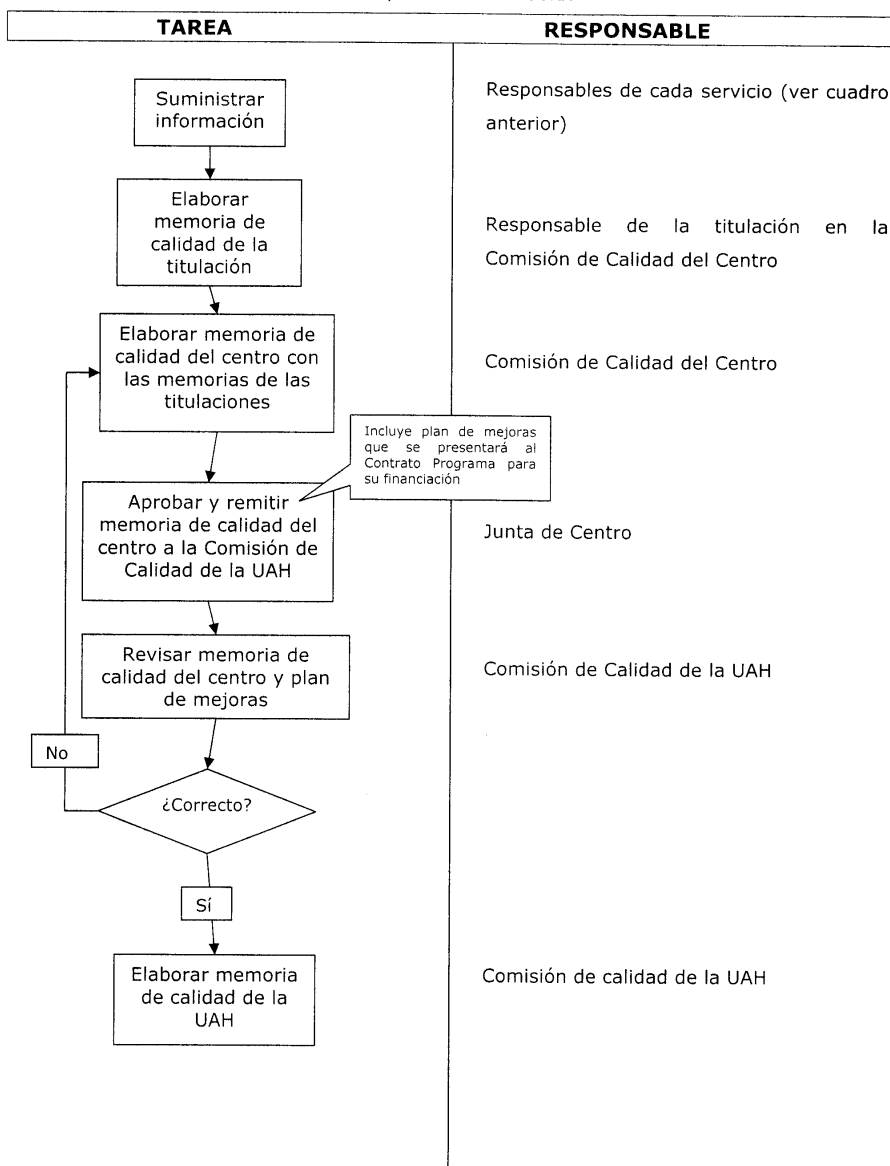 TAREA
RESPONSABLE
Suministrar
información
Responsables de cada servicio (ver cuadro
anterior)
Elaborar
memoria de
calidad de la
titulación
Responsable de la titulación en la
Comisión de Calidad del Centro
Elaborar memoria de
calidad del centro con
las memorias de las
titulaciones
Comisión de Calidad del Centro
Incluye plan de mejoras
que se presentará al
Contrato Programa para
su financiación
Aprobar y remitir
memoria de calidad del
centro a la Comisión de
Calidad de la UAH
Junta de Centro
Revisar memoria de
calidad del centro y plan
de mejoras
Comisión de Calidad de la UAH
No
¿Correcto?
Sí
Elaborar memoria
de calidad de la
UAH
Comisión de calidad de la UAH